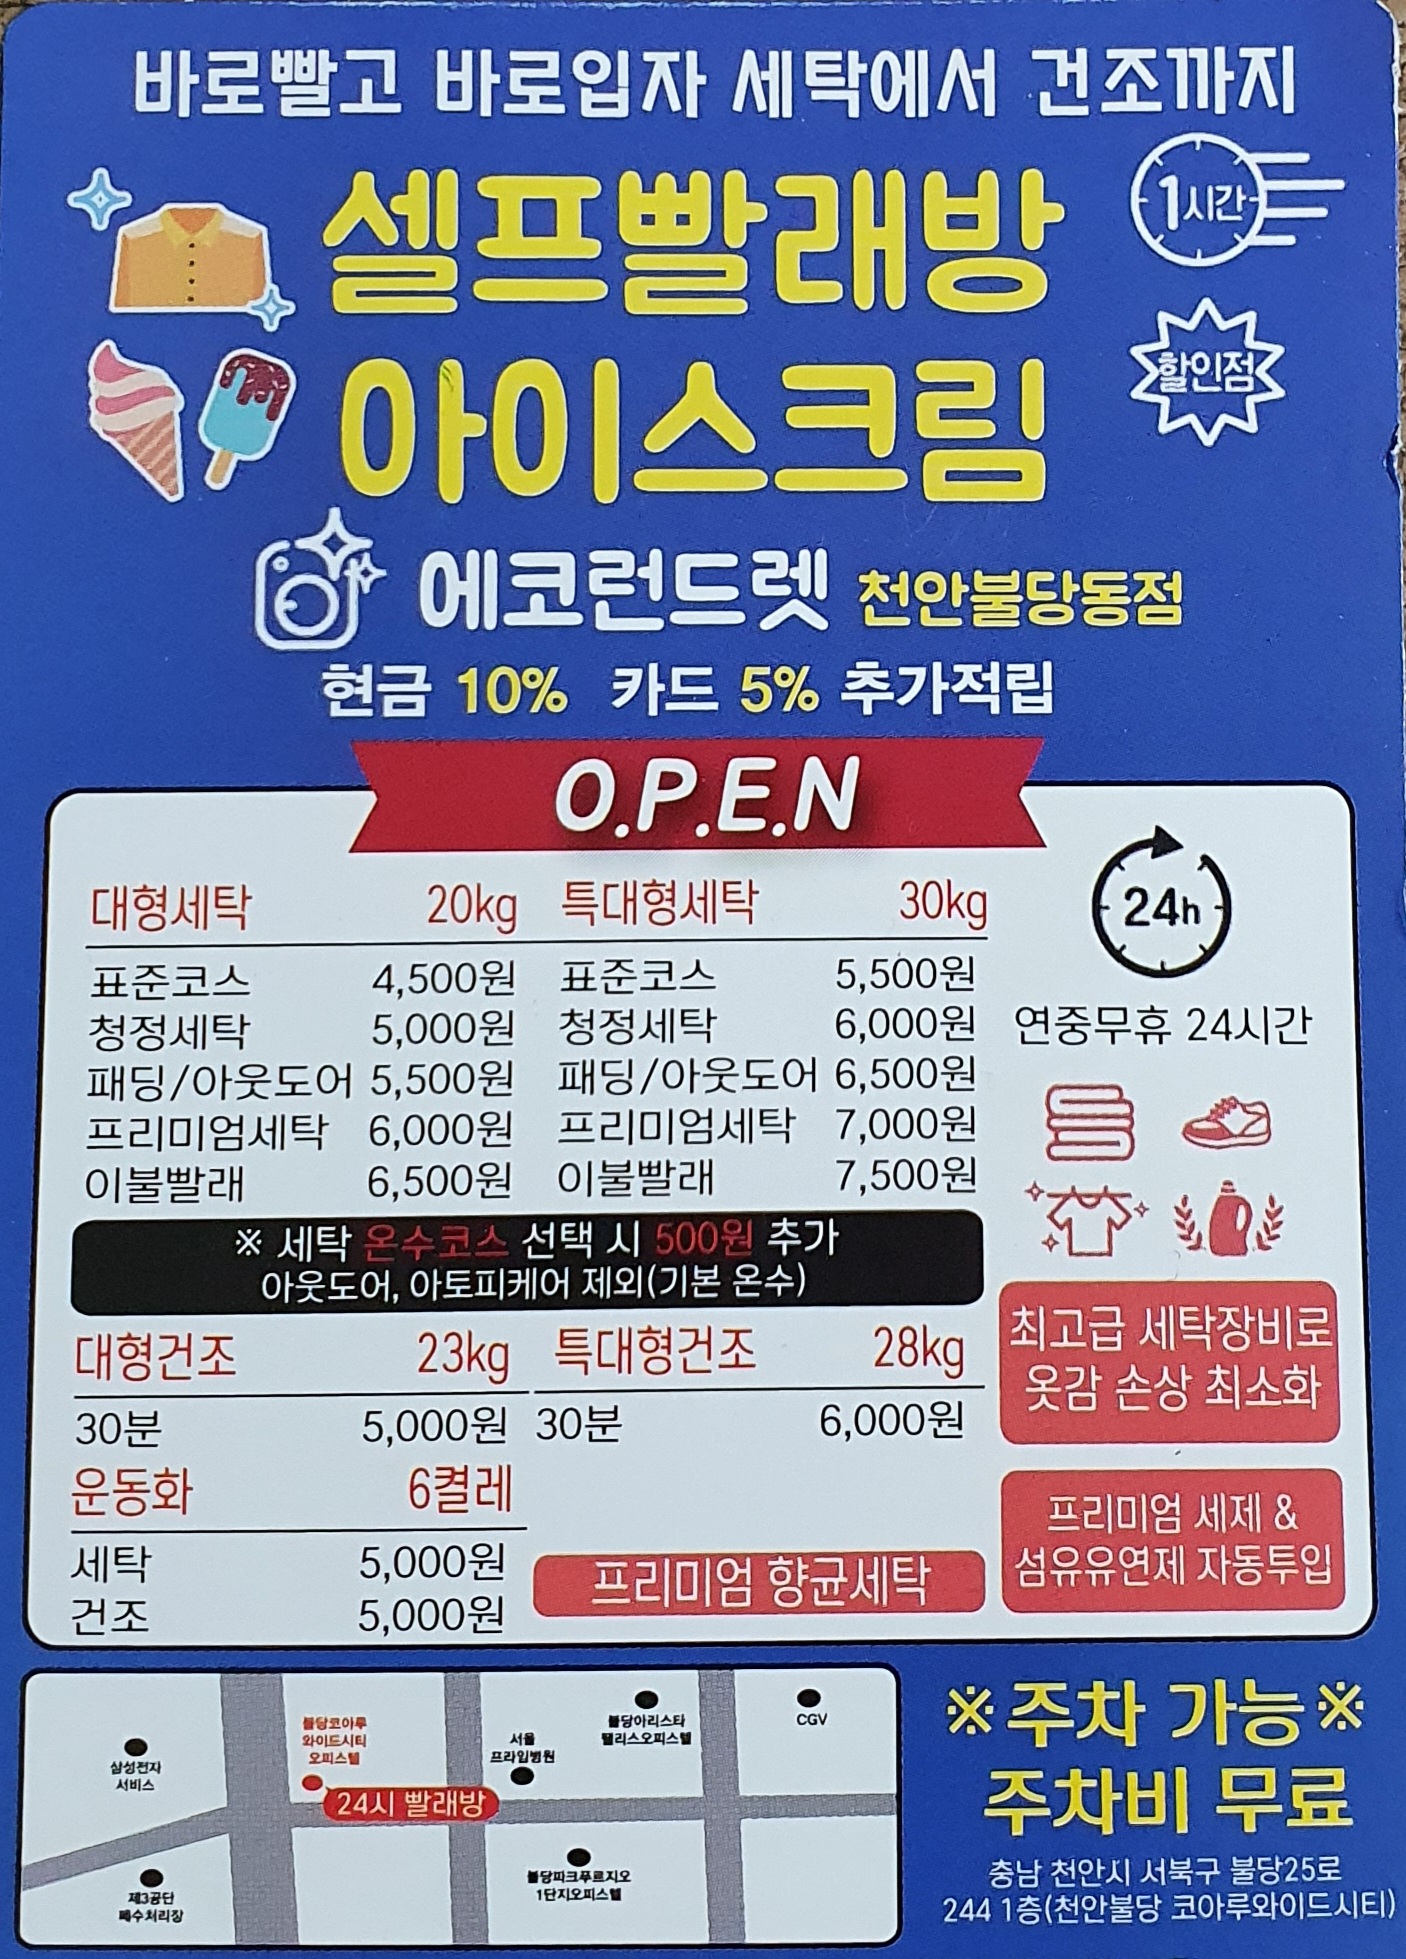 바로빨고 바로입자 세탁에서 건조까지
셀프빨래방
1시간
아이스크림
할인점
에코런드렛 천안불당동점
현금 10% 카드 5% 추가적립
O.P.E.N
대형세탁 20kg 특대형세탁 30kg
24h
표준코스 4,500원 표준코스 5,500원
청정세탁 5,000원 청정세탁 6,000원
연중무휴 24시간
패딩/아웃도어 5,500원 패딩/아웃도어 6,500원
프리미엄세탁 6,000원 프리미엄세탁 7,000원
이불빨래 6,500원 이불빨래 7,500원
※ 세탁 온수코스 선택 시 500원 추가
아웃도어, 아토피케어 제외(기본 온수)
최고급 세탁장비로
옷감 손상 최소화
대형건조 23kg 특대형건조 28kg
30분 5,000원 30분 6,000원
운동화 6켤레
세탁 5,000원
건조 5,000원
프리미엄 향균세탁
프리미엄 세제 &
섬유유연제 자동투입
삼성전자
서비스
불당코아루
와이드시티
오피스텔
24시 빨래방
서울
프라임병원
불당아리스타
팰리스오피스텔
CGV
제3공단
폐수처리장
불당파크푸르지오
1단지오피스텔
※주차 가능※
주차비 무료
충남 천안시 서북구 불당25로
244 1층(천안불당 코아루와이드시티)